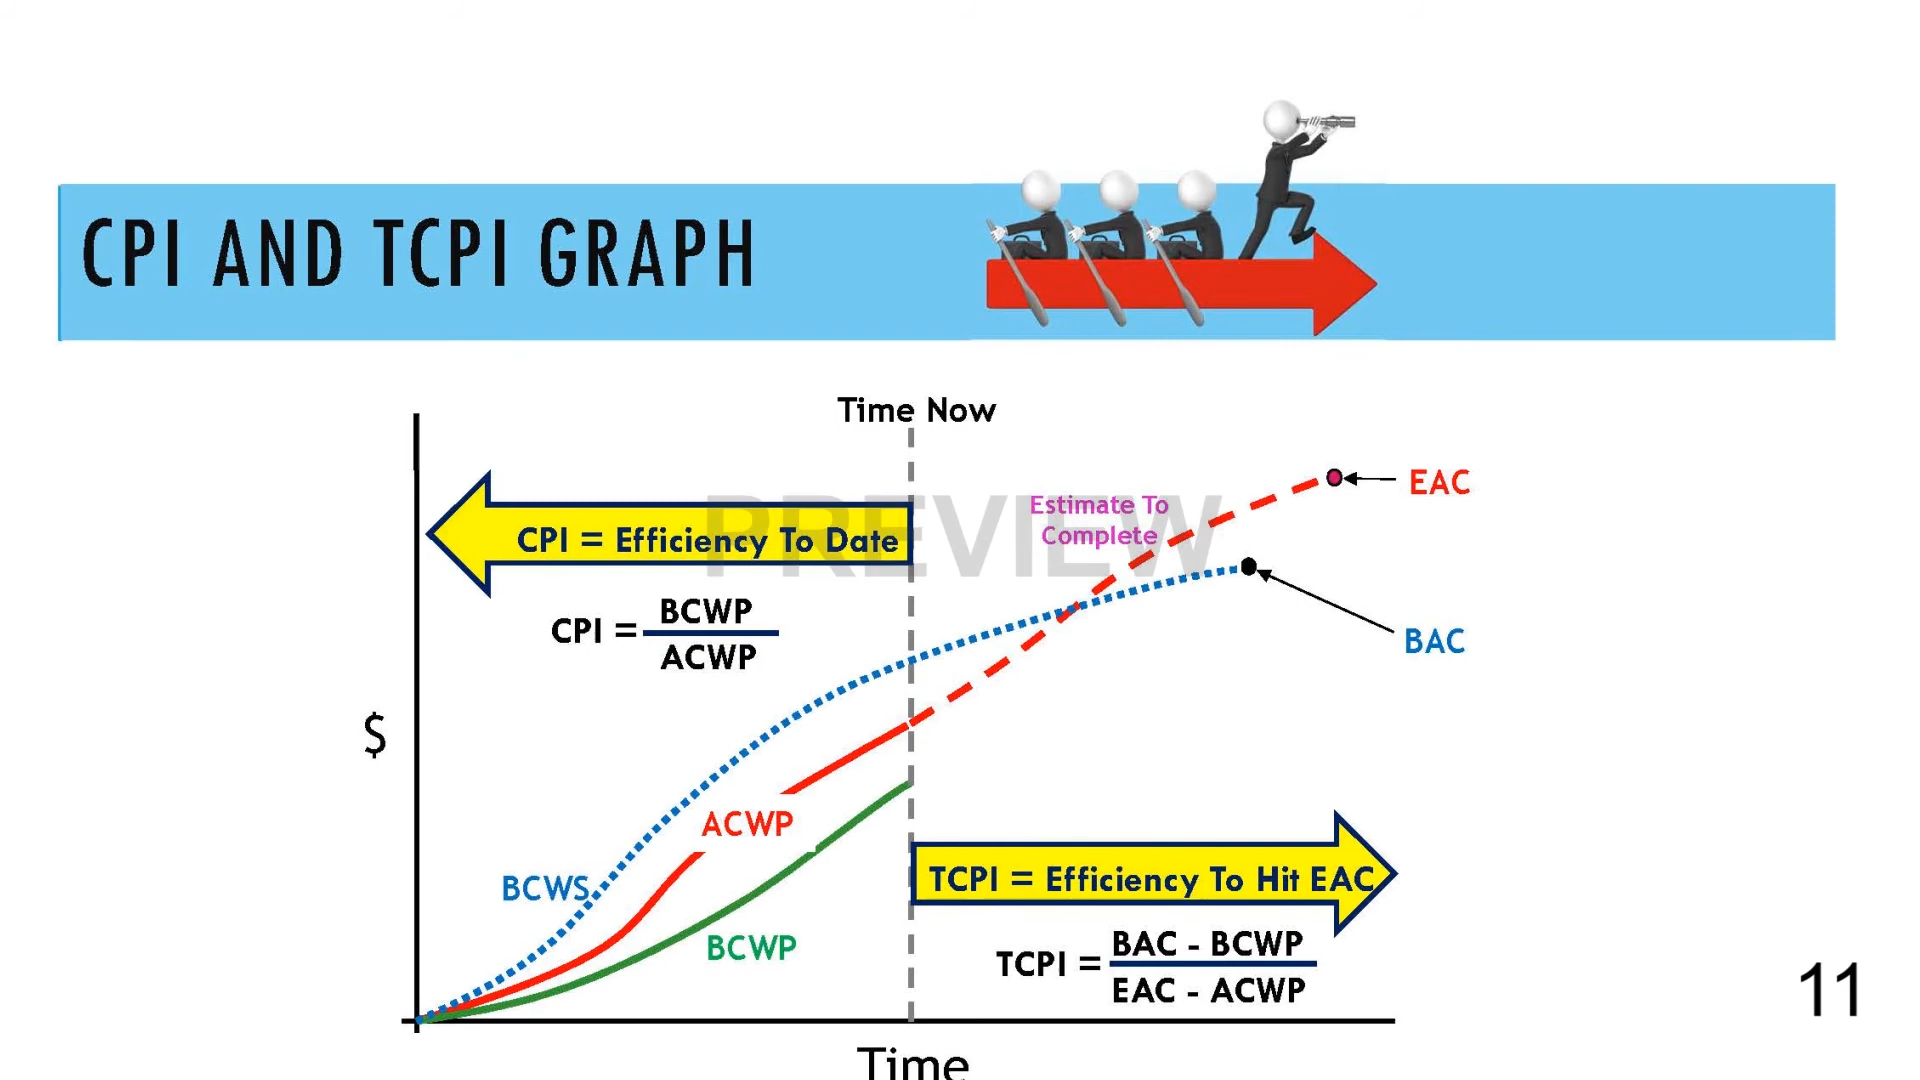 CPI AND TCPI GRAPH
Time Now
EAC
PREVIEW
Estimate To
Complete
CPI = Efficiency To Date
BCWP
CPI =
ACWP
BAC
$
ACWP
BCWS
TCPI = Efficiency To Hit EAC
BCWP
BAC - BCWP
TCPI =
EAC - ACWP
11
Time